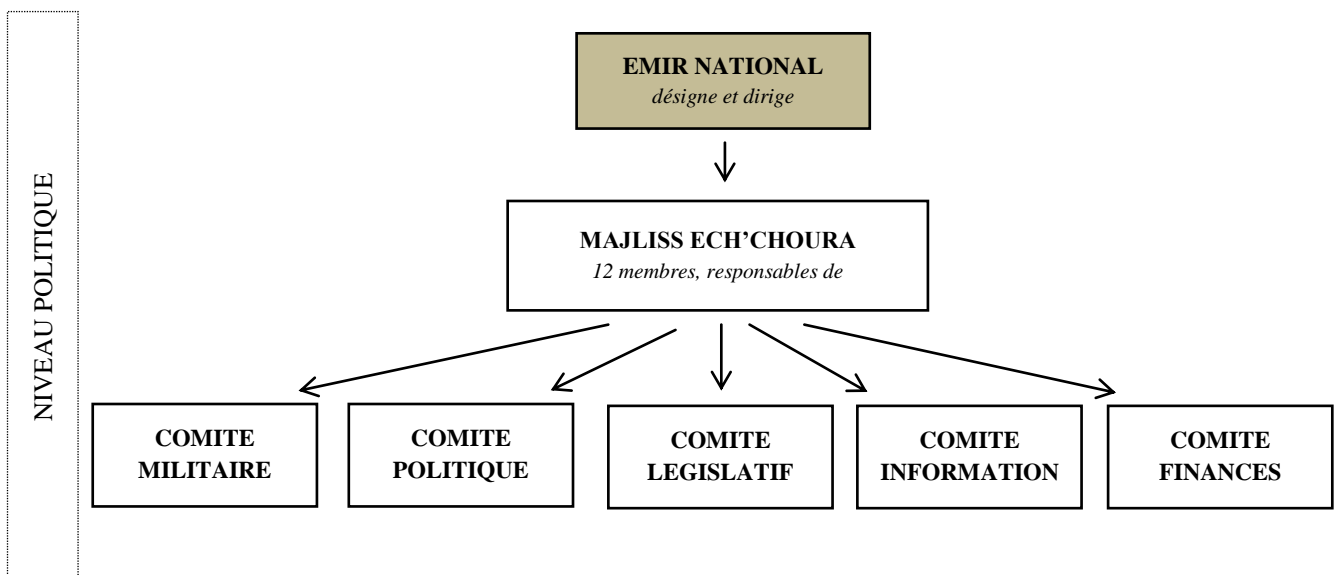 NIVEAU POLITIQUE
EMIR NATIONAL
désigne et dirige
MAJLISS ECH’CHOURA
12 membres, responsables de
COMITE
MILITAIRE
COMITE
POLITIQUE
COMITE
LEGISLATIF
COMITE
INFORMATION
COMITE
FINANCES